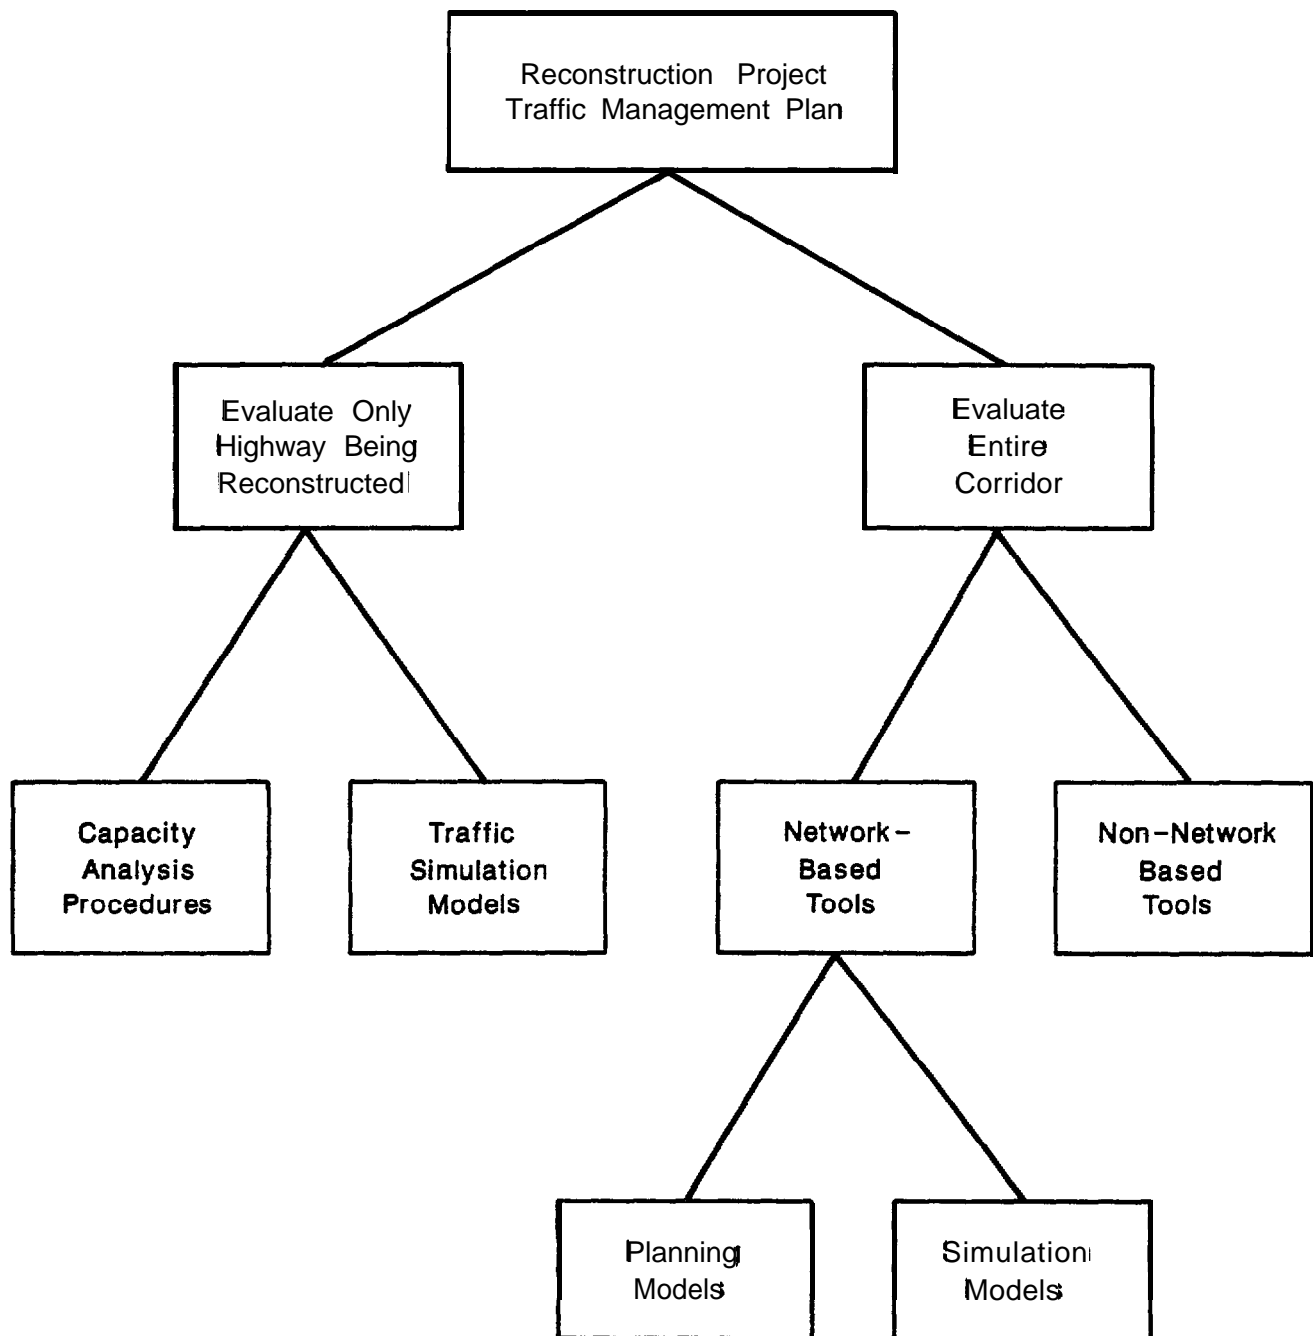 Reconstruction Project
Traffic Management Plan
Evaluate Only
Highway Being
Reconstructed
Evaluate
Entire
Corridor
Capacity
Analysis
Procedures
Traffic
Simulation
Models
Network-
Based
Tools
Non-Network
Based
Tools
Planning
Models
Simulation
Models